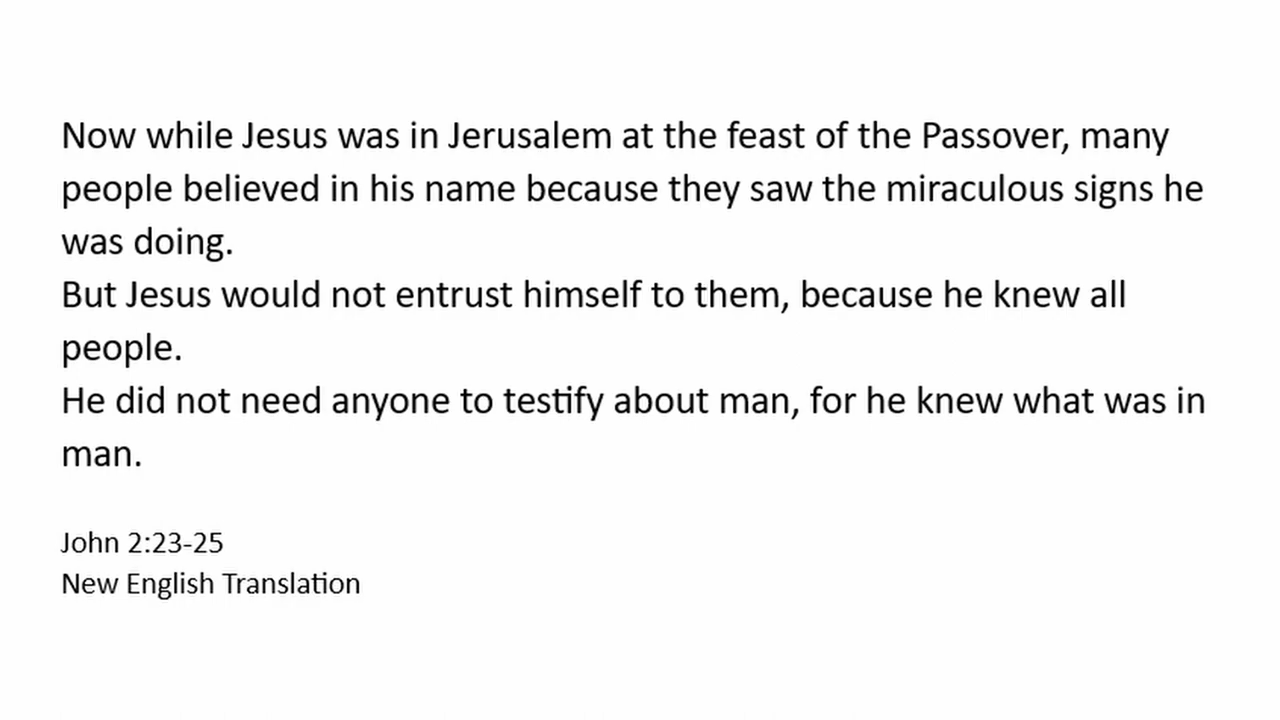 Now while Jesus was in Jerusalem at the feast of the Passover, many
people believed in his name because they saw the miraculous signs he
was doing.
But Jesus would not entrust himself to them, because he knew all
people.
He did not need anyone to testify about man, for he knew what was in
man.
John 2:23-25
New English Translation